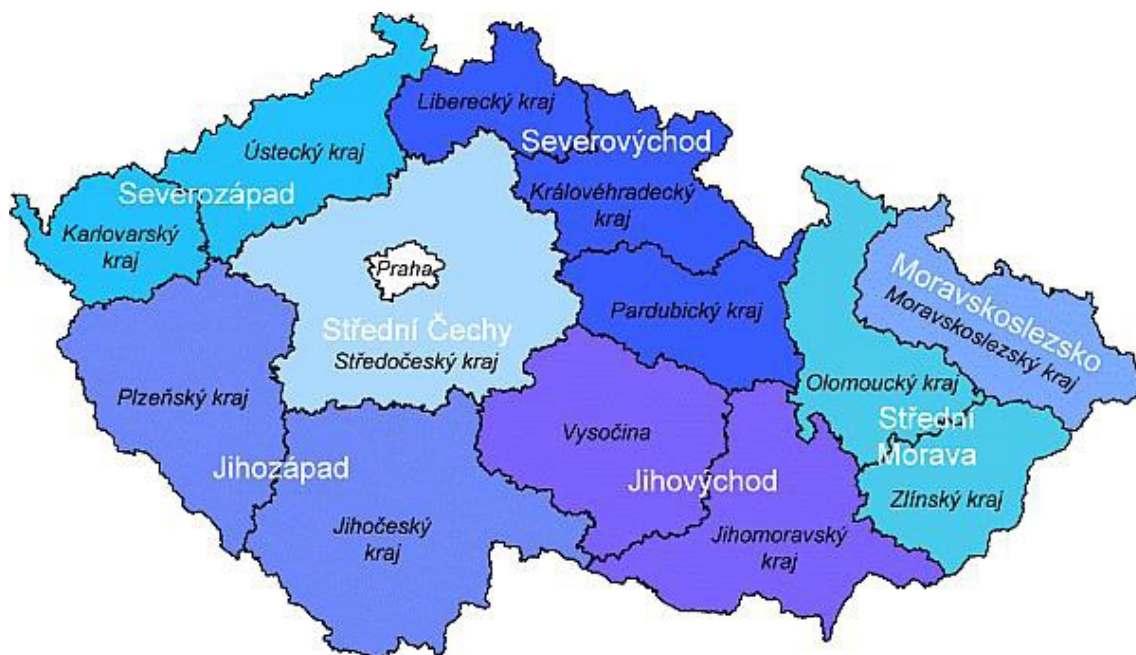 Liberecký kraj
Severovýchod
Ústecký kraj
Severozápad
Královéhradecký
kraj
Karlovarský
kraj
Praha
Moravskoslezsko
Moravskoslezský kraj
Pardubický kraj
Střední Čechy
Středočeský kraj
Plzeňský kraj
Olomoucký kraj
Vysočina
Střední
Morava
Jihozápad
Jihovýchod
Zlínský kraj
Jihočeský
kraj
Jihomoravský
kraj